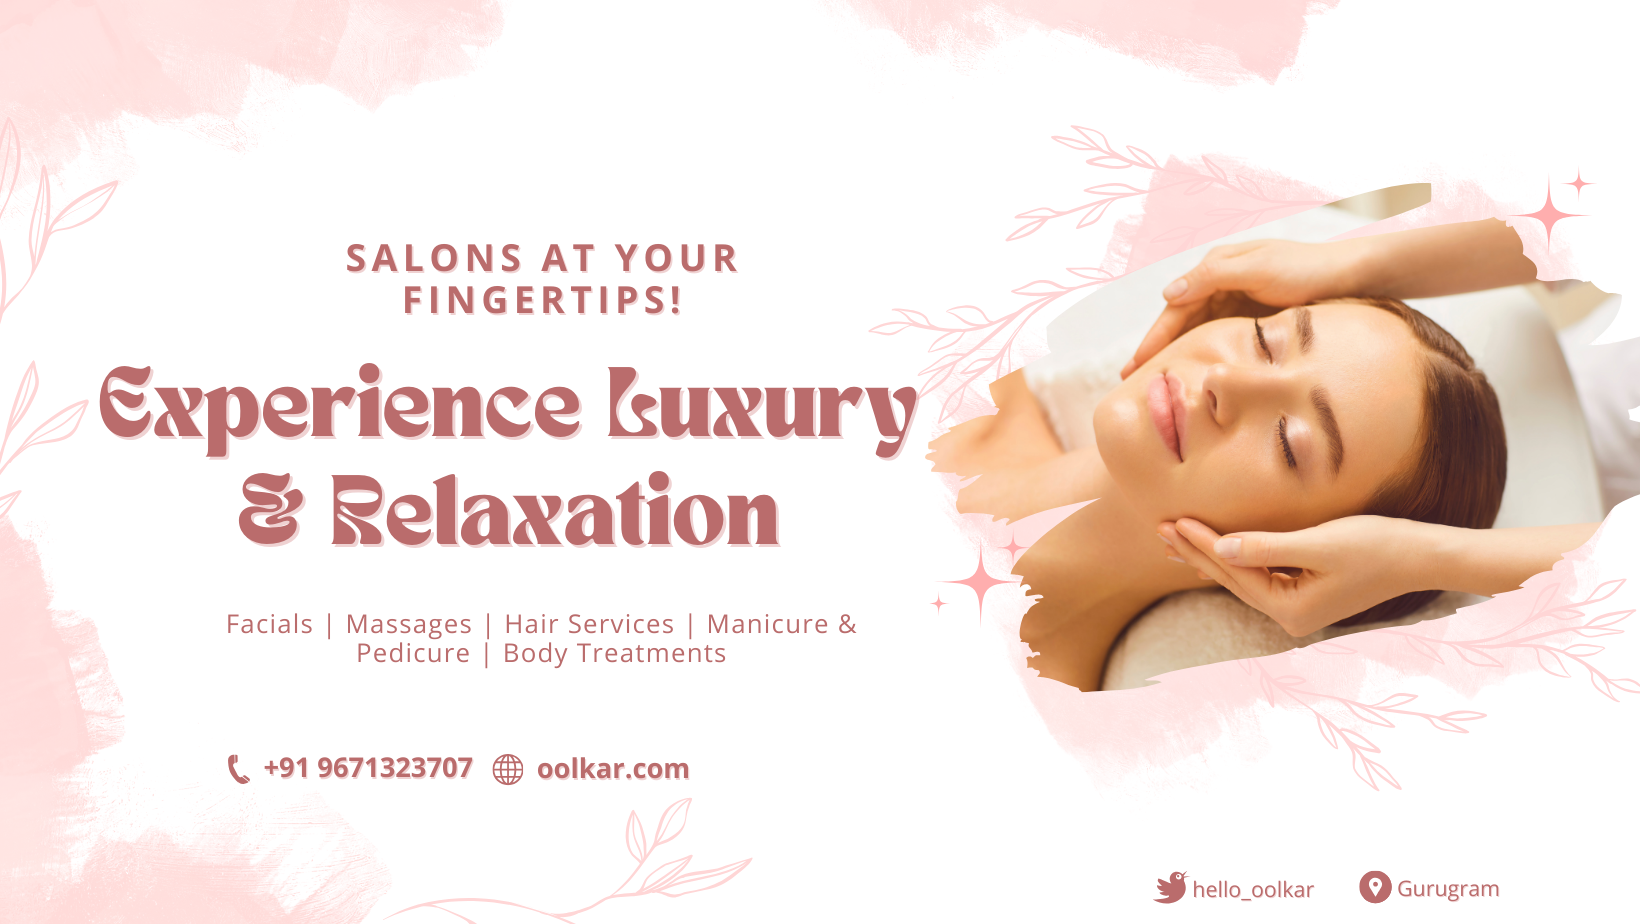 SALONS AT YOUR
FINGERTIPS!
Experience Luxury
& Relaxation
Facials | Massages | Hair Services | Manicure &
Pedicure | Body Treatments
+91 9671323707 oolkar.com
hello_oolkar Gurugram